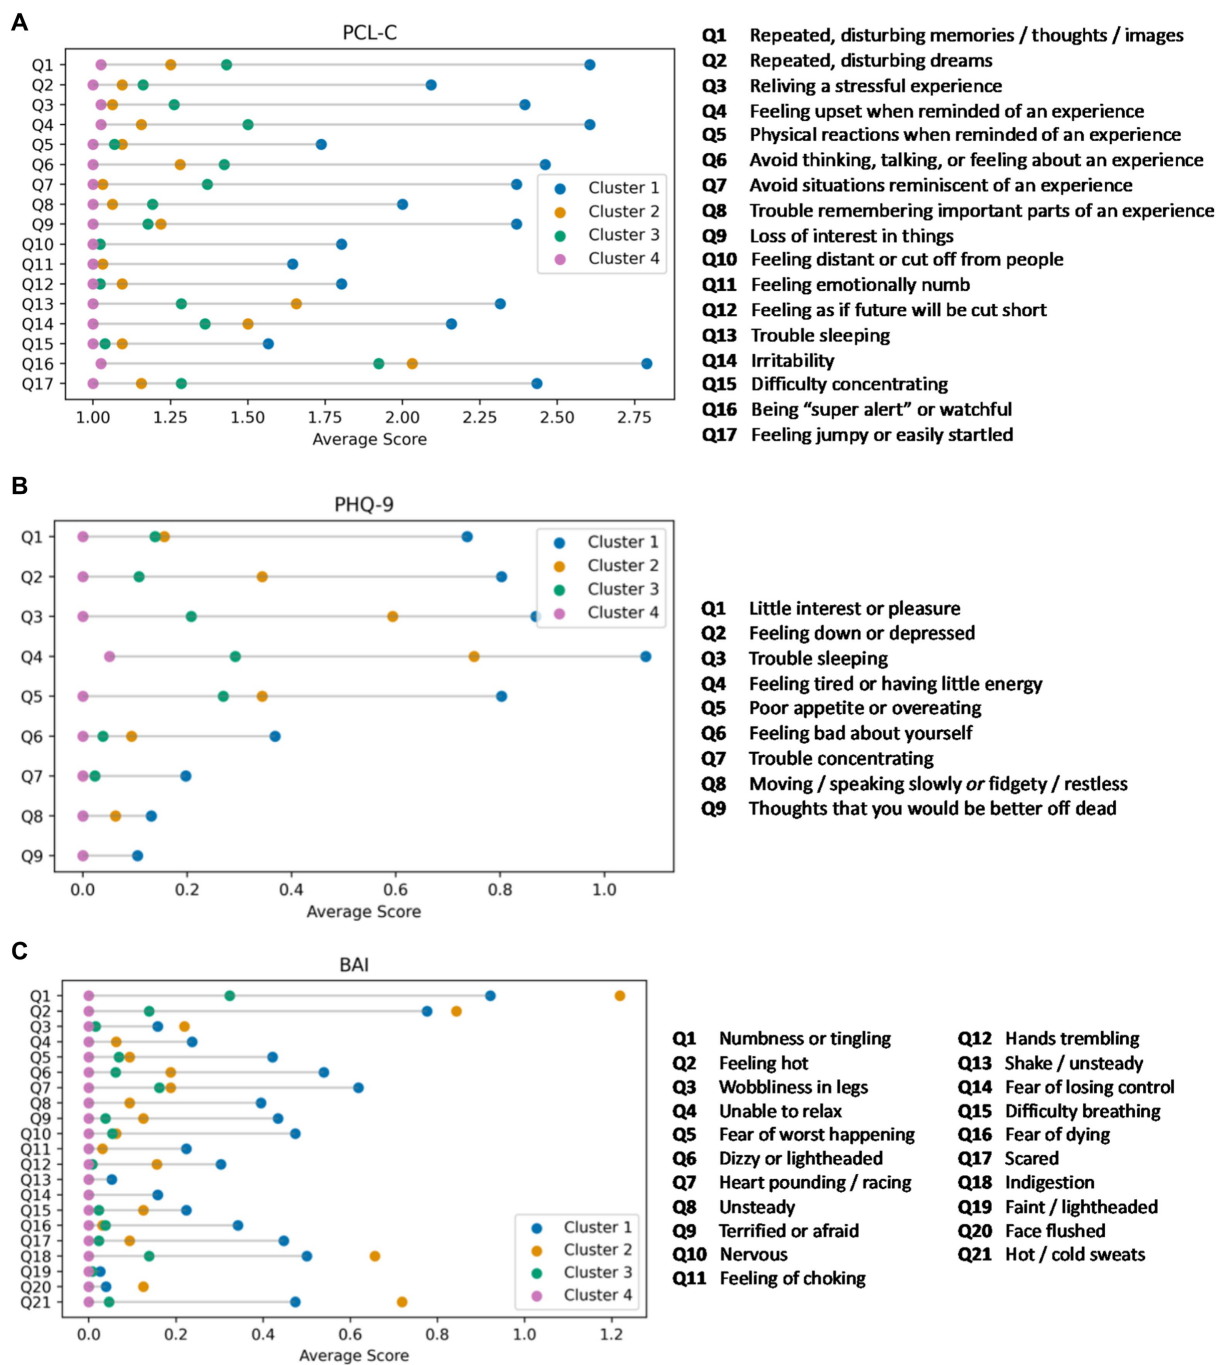 A
PCL-C
Q1
Q2
Q3
Q4
Q5
Q6
Q7
Q8
Q9
Q10
Q11
Q12
Q13
Q14
Q15
Q16
Q17
Cluster 1
Cluster 2
Cluster 3
Cluster 4
1.00 1.25 1.50 1.75 2.00 2.25 2.50 2.75
Average Score
Q1 Repeated, disturbing memories / thoughts / images
Q2 Repeated, disturbing dreams
Q3 Reliving a stressful experience
Q4 Feeling upset when reminded of an experience
Q5 Physical reactions when reminded of an experience
Q6 Avoid thinking, talking, or feeling about an experience
Q7 Avoid situations reminiscent of an experience
Q8 Trouble remembering important parts of an experience
Q9 Loss of interest in things
Q10 Feeling distant or cut off from people
Q11 Feeling emotionally numb
Q12 Feeling as if future will be cut short
Q13 Trouble sleeping
Q14 Irritability
Q15 Difficulty concentrating
Q16 Being “super alert” or watchful
Q17 Feeling jumpy or easily startled
B
PHQ-9
Q1
Q2
Q3
Q4
Q5
Q6
Q7
Q8
Q9
Cluster 1
Cluster 2
Cluster 3
Cluster 4
0.0 0.2 0.4 0.6 0.8 1.0
Average Score
Q1 Little interest or pleasure
Q2 Feeling down or depressed
Q3 Trouble sleeping
Q4 Feeling tired or having little energy
Q5 Poor appetite or overeating
Q6 Feeling bad about yourself
Q7 Trouble concentrating
Q8 Moving / speaking slowly or fidgety / restless
Q9 Thoughts that you would be better off dead
C
BAI
Q1
Q2
Q3
Q4
Q5
Q6
Q7
Q8
Q9
Q10
Q11
Q12
Q13
Q14
Q15
Q16
Q17
Q18
Q19
Q20
Q21
Cluster 1
Cluster 2
Cluster 3
Cluster 4
0.0 0.2 0.4 0.6 0.8 1.0 1.2
Average Score
Q1 Numbness or tingling
Q2 Feeling hot
Q3 Wobbliness in legs
Q4 Unable to relax
Q5 Fear of worst happening
Q6 Dizzy or lightheaded
Q7 Heart pounding / racing
Q8 Unsteady
Q9 Terrified or afraid
Q10 Nervous
Q11 Feeling of choking
Q12 Hands trembling
Q13 Shake / unsteady
Q14 Fear of losing control
Q15 Difficulty breathing
Q16 Fear of dying
Q17 Scared
Q18 Indigestion
Q19 Faint / lightheaded
Q20 Face flushed
Q21 Hot / cold sweats